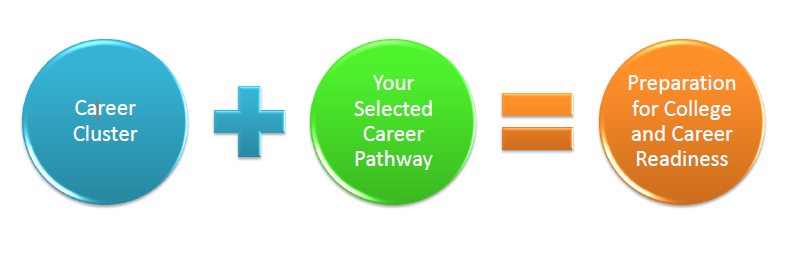 Career
Cluster
Your
Selected
Career
Pathway
Preparation
for College
and Career
Readiness